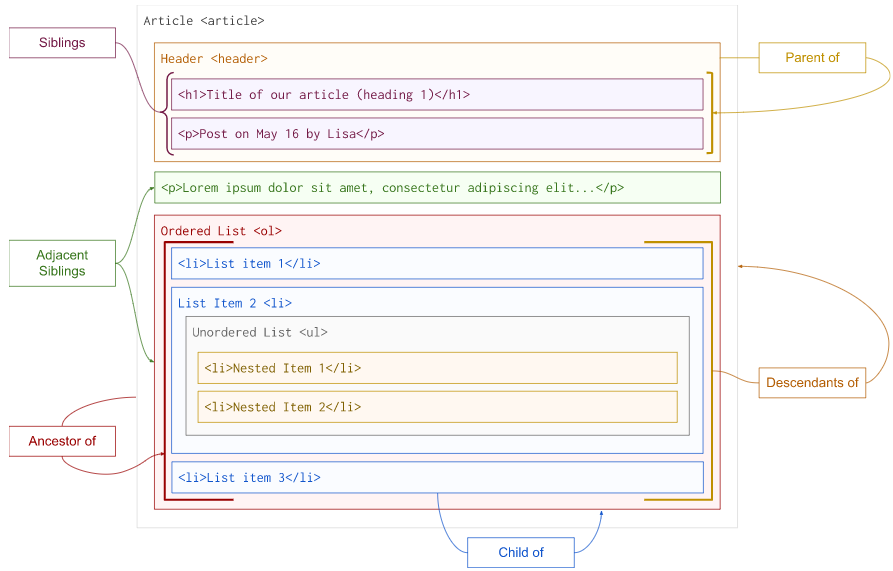 Article <article>
Siblings
Header <header>
Parent of
<h1>Title of our article (heading 1)</h1>
<p>Post on May 16 by Lisa</p>
<p>Lorem ipsum dolor sit amet, consectetur adipiscing elit...</p>
Ordered List <ol>
Adjacent
Siblings
<li>List item 1</li>
List Item 2 <li>
Unordered List <ul>
<li>Nested Item 1</li>
Descendants of
<li>Nested Item 2</li>
Ancestor of
<li>List item 3</li>
Child of